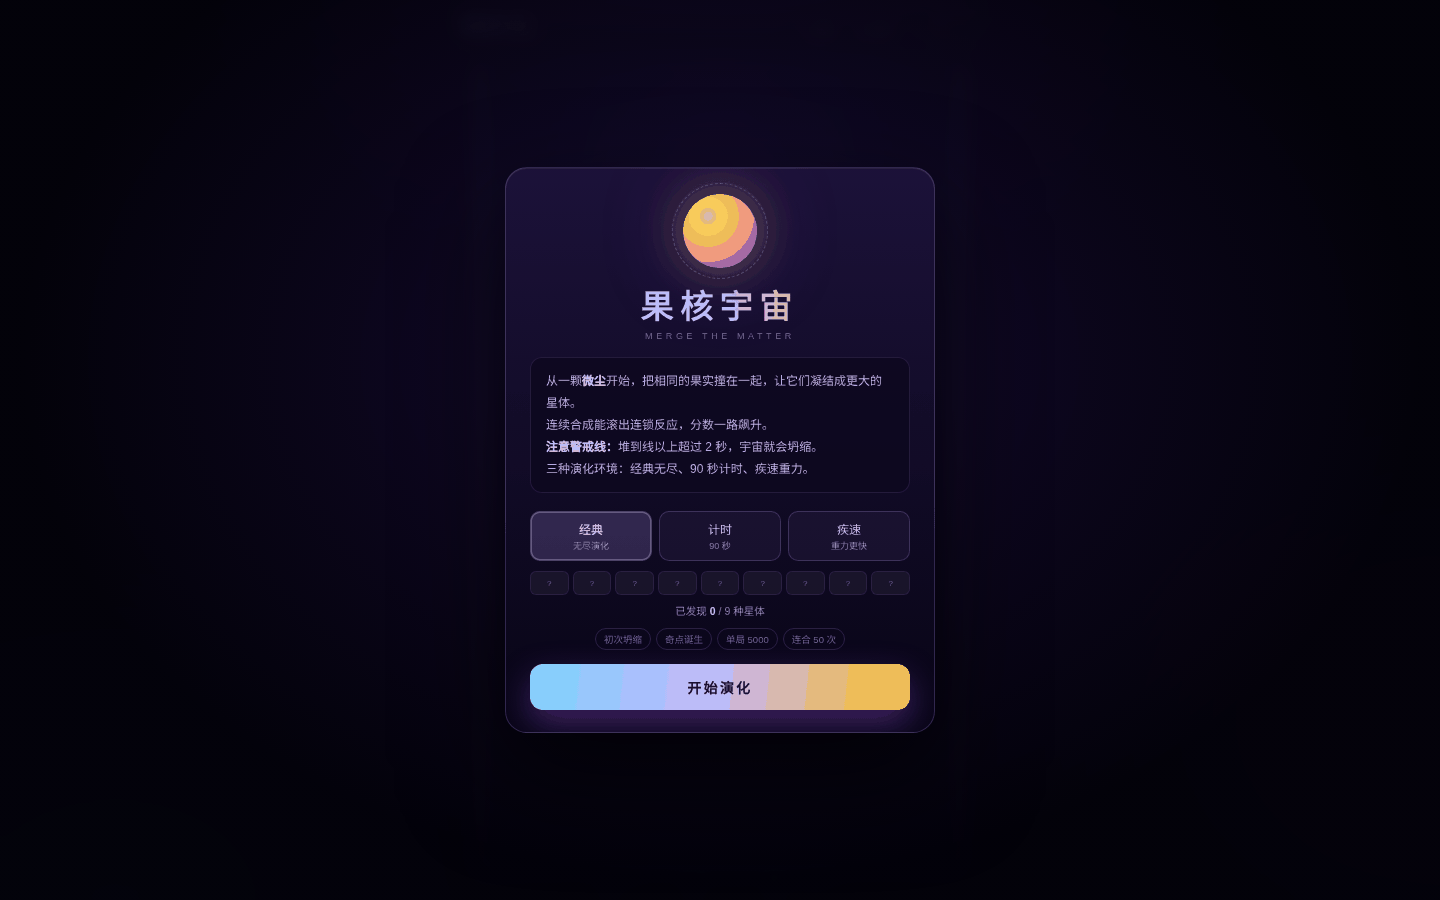 果核宇宙
MERGE THE MATTER
从一颗微尘开始，把相同的果实撞在一起，让它们凝结成更大的
星体。
连续合成能滚出连锁反应，分数一路飙升。
注意警戒线：堆到线以上超过 2 秒，宇宙就会坍缩。
三种演化环境：经典无尽、90 秒计时、疾速重力。
经典 计时 疾速
无尽演化 90 秒 重力更快
? ? ? ? ? ? ? ? ?
已发现 0 / 9 种星体
初次坍缩 奇点诞生 单局 5000 连合 50 次
开始演化